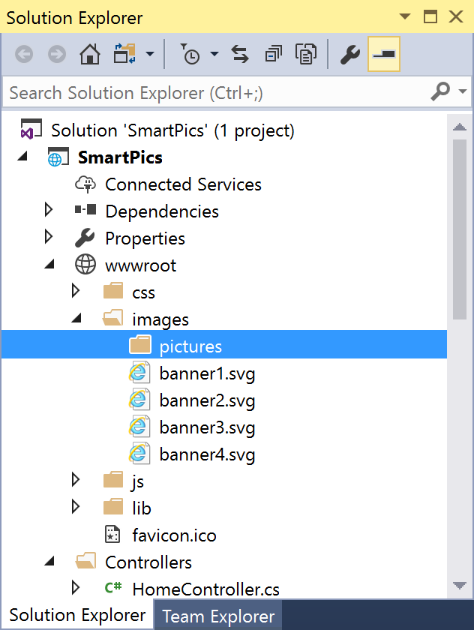 Solution Explorer
Search Solution Explorer (Ctrl+;)
Solution 'SmartPics' (1 project)
SmartPics
Connected Services
Dependencies
Properties
wwwroot
css
images
pictures
banner1.svg
banner2.svg
banner3.svg
banner4.svg
js
lib
favicon.ico
Controllers
C# HomeController.cs
Solution Explorer Team Explorer